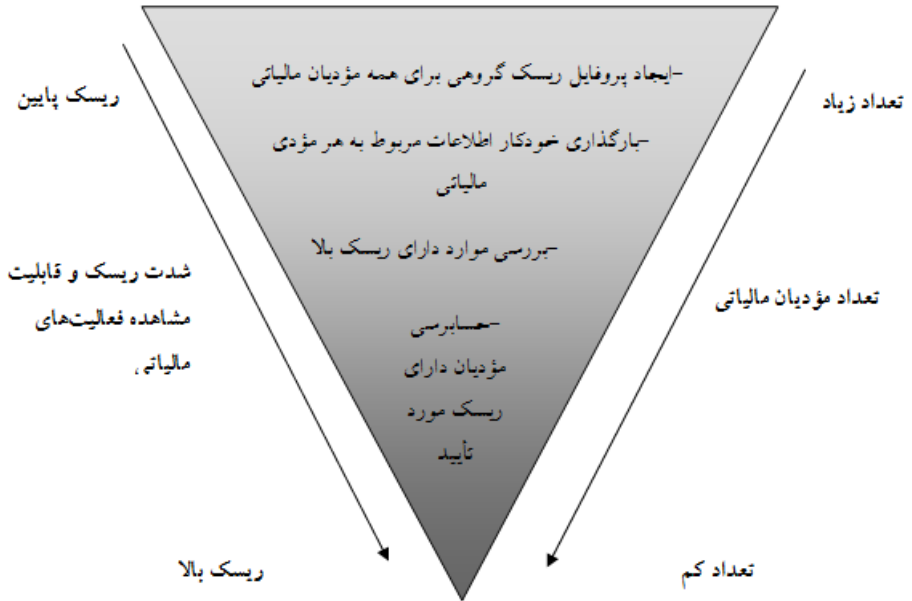 -ایجاد پروفایل ریسک گروهی برای همه مؤدیان مالیاتی
-بارگذاری خودکار اطلاعات مربوط به هر مؤدی
مالیاتی
-بررسی موارد دارای ریسک بالا
-حسابرسی
مؤدیان دارای
ریسک مورد
تأیید
تعداد زیاد
تعداد مؤدیان مالیاتی
تعداد کم
ریسک پایین
شدت ریسک و قابلیت
مشاهده فعالیت‌های
مالیاتی
ریسک بالا